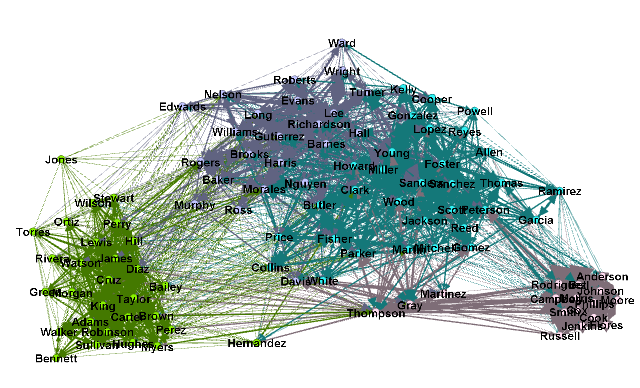 Ward
Wright
Roberts
Turner
Kelly
Nelson
Evans
Cooper
Edwards
Long
Lee
Gonzalez
Powell
Richardson
Williams
Gutierrez
Hall
Lopez
Reyes
Barnes
Brooks
Young
Allen
Jones
Rogers
Harris
Howard
Miller
Foster
Baker
Morales
Nguyen
Clark
Sanchez
Thomas
Ramirez
Stewart
Wilson
Murphy
Ross
Butler
Wood
Scott
Peterson
Ortiz
Perry
Jackson
Garcia
Torres
Lewis
Hill
Price
Fisher
Reed
Rivera
Watson
James
Diaz
Collins
Parker
Martin
Mitchell
Gomez
Cruz
Davis
White
Anderson
Green
Morgan
Bailey
Rodriguez
Bell
Johnson
King
Taylor
Martinez
Campbell
Morris
Phillips
Moore
Gray
Thompson
Adams
Carter
Brown
Smith
Cox
Cook
Walker
Robinson
Perez
Jenkins
Flores
Sullivan
Hughes
Myers
Hernandez
Russell
Bennett